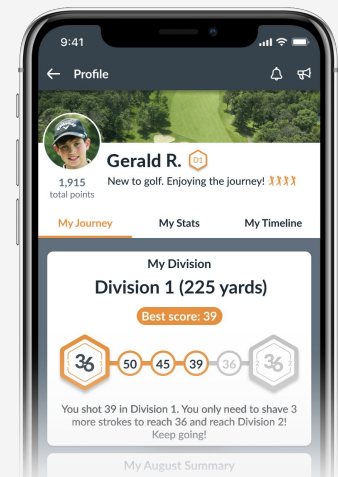 9:41
Profile
Gerald R. D1
1,915
total points
New to golf. Enjoying the journey!
My Journey My Stats My Timeline
My Division
Division 1 (225 yards)
Best score: 39
36 50 45 39 36 36
You shot 39 in Division 1. You only need to shave 3
more strokes to reach 36 and reach Division 2!
Keep going!
My August Summary